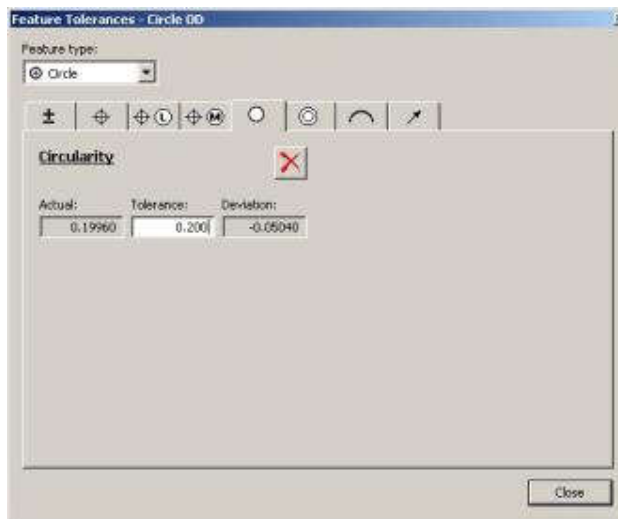 Feature Tolerances - Circle OD
Feature type:
Circle
± L M
Circularity
Actual: Tolerance: Deviation:
0.19960 0.200 -0.05040
Close